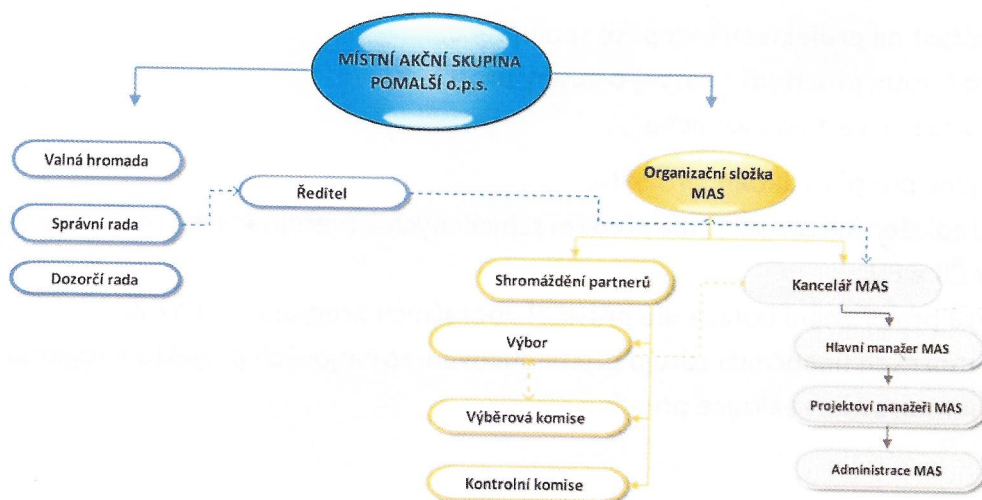 MÍSTNÍ AKČNÍ SKUPINA
POMALŠÍ o.p.s.
Valná hromada
Správní rada
Dozorčí rada
Ředitel
Organizační složka
MAS
Shromáždění partnerů
Výbor
Výběrová komise
Kontrolní komise
Kancelář MAS
Hlavní manažer MAS
Projektoví manažeři MAS
Administrace MAS